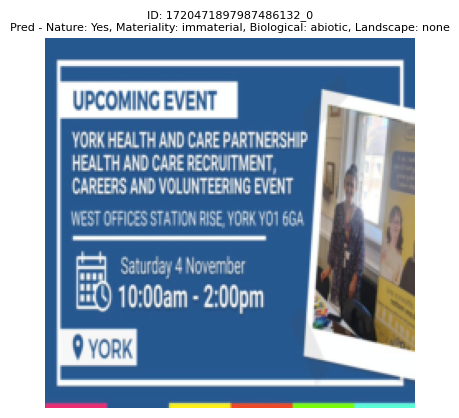 ID: 1720471897987486132_0
Pred - Nature: Yes, Materiality: immaterial, Biological: abiotic, Landscape: none
UPCOMING EVENT
YORK HEALTH AND CARE PARTNERSHIP
HEALTH AND CARE RECRUITMENT,
CAREERS AND VOLUNTEERING EVENT
WEST OFFICES STATION RISE, YORK YO1 6GA
Saturday 4 November
10:00am - 2:00pm
YORK